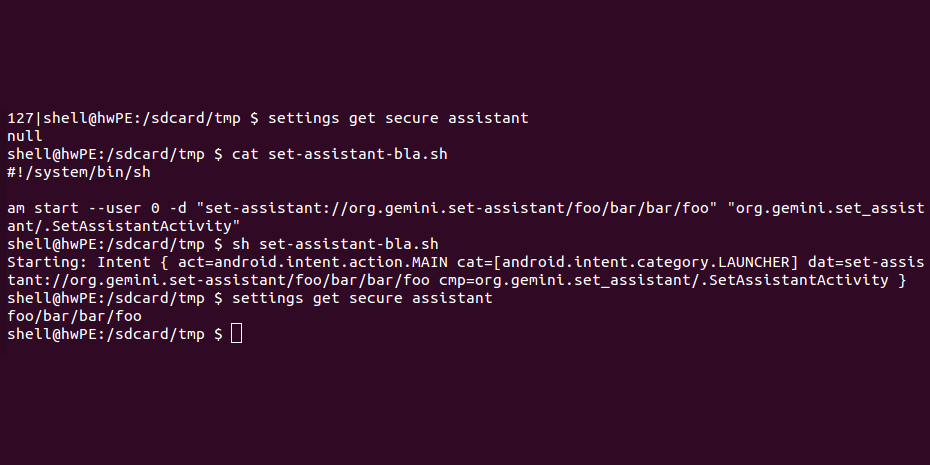 127|shell@hwPE:/sdcard/tmp $ settings get secure assistant
null
shell@hwPE:/sdcard/tmp $ cat set-assistant-bla.sh
#!/system/bin/sh
am start --user 0 -d "set-assistant://org.gemini.set-assistant/foo/bar/bar/foo" "org.gemini.set_assist
ant/.SetAssistantActivity"
shell@hwPE:/sdcard/tmp $ sh set-assistant-bla.sh
Starting: Intent { act=android.intent.action.MAIN cat=[android.intent.category.LAUNCHER] dat=set-assis
tant://org.gemini.set-assistant/foo/bar/bar/foo cmp=org.gemini.set_assistant/.SetAssistantActivity }
shell@hwPE:/sdcard/tmp $ settings get secure assistant
foo/bar/bar/foo
shell@hwPE:/sdcard/tmp $